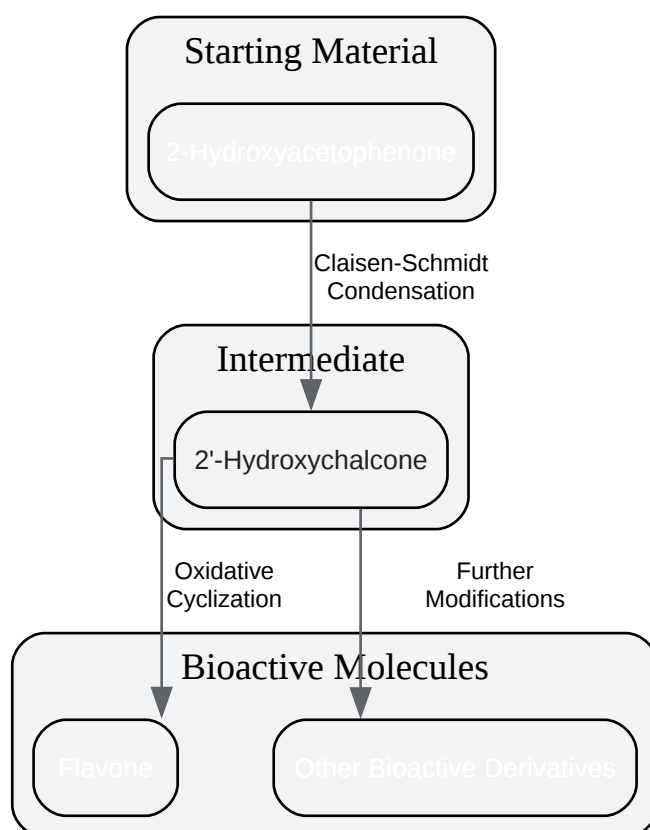 Starting Material
2-Hydroxyacetophenone
Claisen-Schmidt
Condensation
Intermediate
2'-Hydroxychalcone
Oxidative
Cyclization
Further
Modifications
Bioactive Molecules
Flavone
Other Bioactive Derivatives